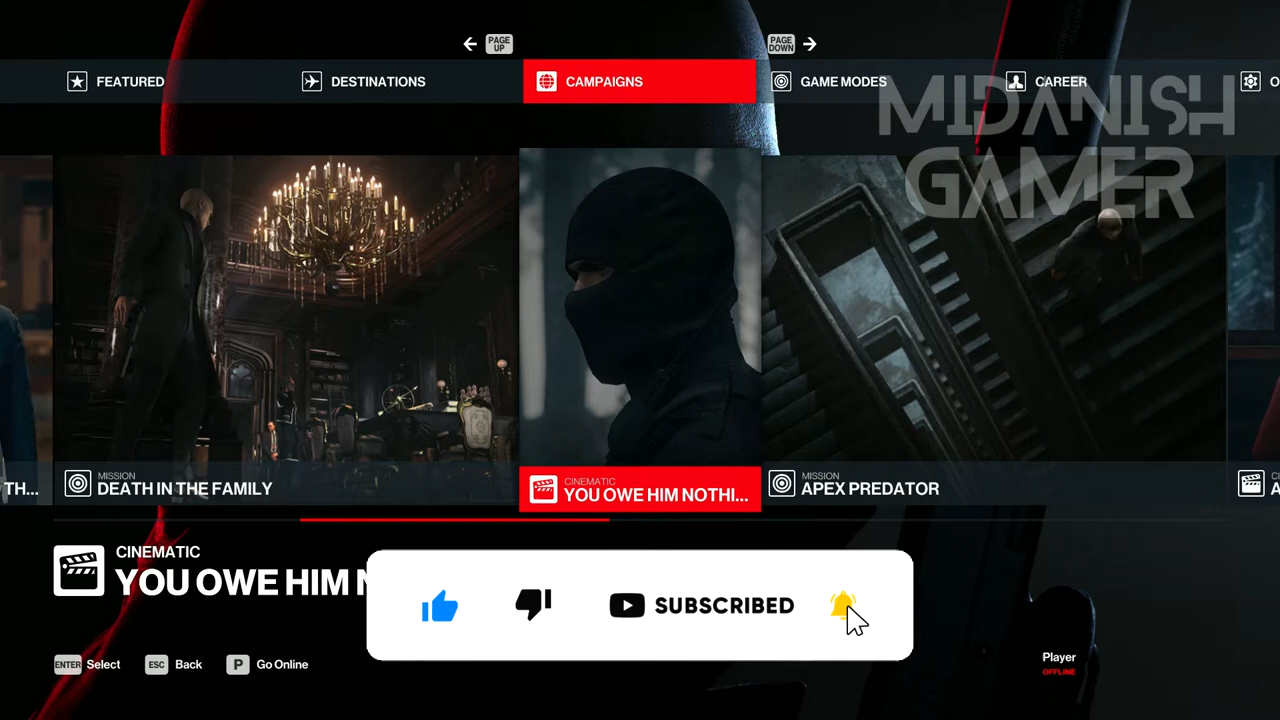 PAGE UP
PAGE DOWN
FEATURED
DESTINATIONS
CAMPAIGNS
GAME MODES
CAREER
O
MIDANISH
GAMER
TH...
MISSION
DEATH IN THE FAMILY
CINEMATIC
YOU OWE HIM NOTHI...
MISSION
APEX PREDATOR
CINEMATIC
YOU OWE HIM N
SUBSCRIBED
ENTER Select
ESC Back
P Go Online
Player
OFFLINE